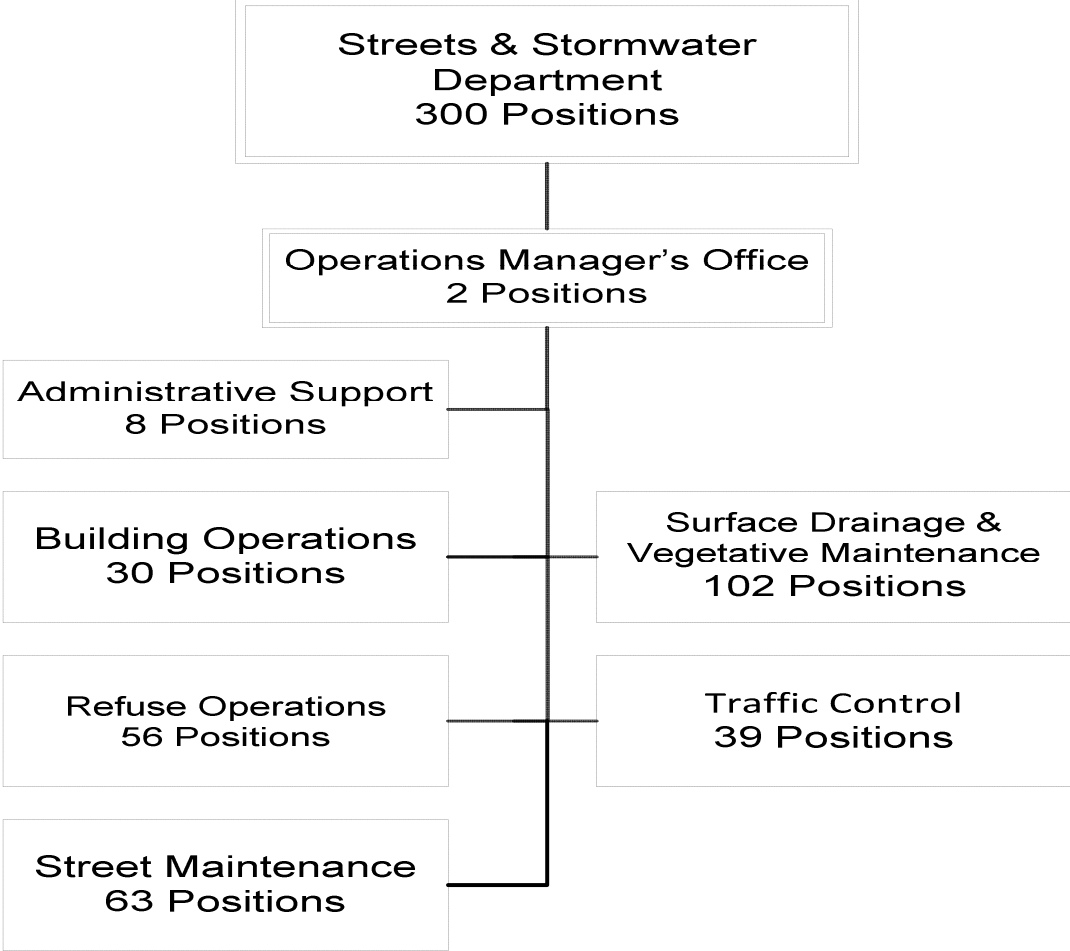 Streets & Stormwater
Department
300 Positions
Operations Manager’s Office
2 Positions
Administrative Support
8 Positions
Building Operations
30 Positions
Surface Drainage &
Vegetative Maintenance
102 Positions
Refuse Operations
56 Positions
Traffic Control
39 Positions
Street Maintenance
63 Positions